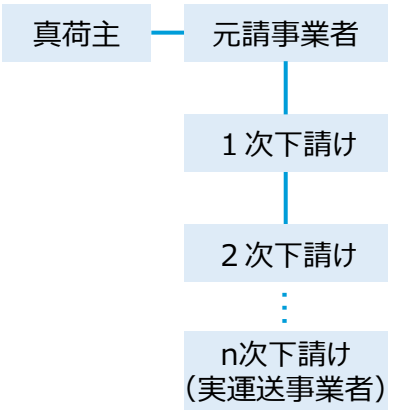 真荷主
元請事業者
１次下請け
２次下請け
n次下請け
（実運送事業者）